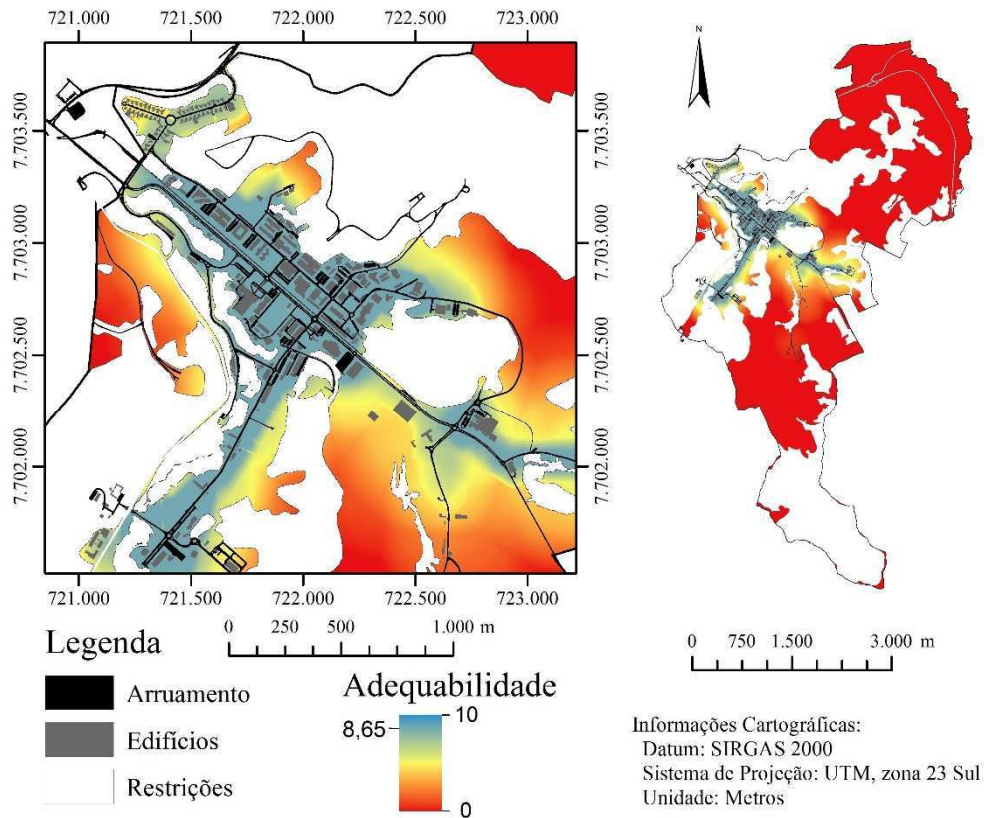 721.000 721.500 722.000 722.500 723.000
N
7.703.500
7.703.500
7.703.000
7.703.000
7.702.500
7.702.500
7.702.000
7.702.000
721.000 721.500 722.000 722.500 723.000
0 250 500 1.000 m
0 750 1.500 3.000 m
Legenda
Arruamento
Edifícios
Restrições
Adequabilidade
8,65
10
0
Informações Cartográficas:
Datum: SIRGAS 2000
Sistema de Projeção: UTM, zona 23 Sul
Unidade: Metros